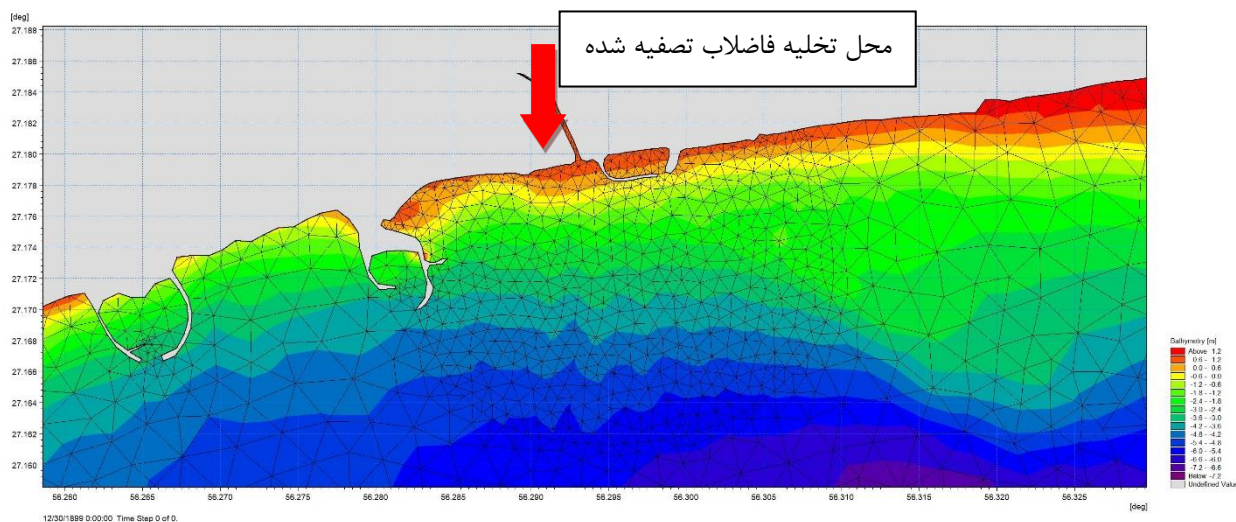 [deg]
محل تخلیه فاضلاب تصفیه شده
27.188
27.186
27.184
27.182
27.180
27.178
27.176
27.174
27.172
27.170
27.168
27.166
27.164
27.162
27.160
56.260 56.265 56.270 56.275 56.280 56.285 56.290 56.295 56.300 56.305 56.310 56.315 56.320 56.325
[deg]
Bathymetry [m]
Above 1.2
0.6 - 1.2
0.0 - 0.6
-0.6 - 0.0
-1.2 - -0.6
-1.8 - -1.2
-2.4 - -1.8
-3.0 - -2.4
-3.6 - -3.0
-4.2 - -3.6
-4.8 - -4.2
-5.4 - -4.8
-6.0 - -5.4
-6.6 - -6.0
-7.2 - -6.6
Below -7.2
Undefined Value
12/30/1899 0:00:00 Time Step 0 of 0.